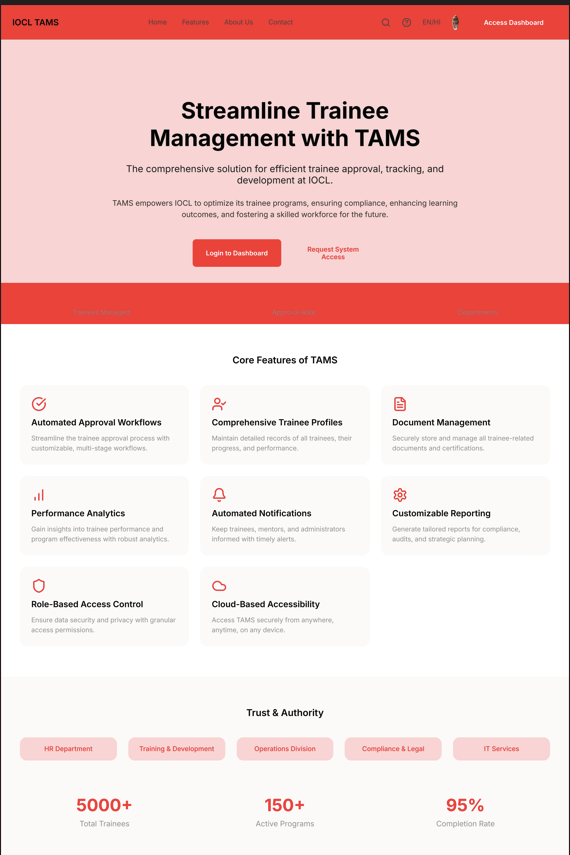 IOCL TAMS
Home
Features
About Us
Contact
EN/HI
Access Dashboard
Streamline Trainee
Management with TAMS
The comprehensive solution for efficient trainee approval, tracking, and
development at IOCL.
TAMS empowers IOCL to optimize its trainee programs, ensuring compliance, enhancing learning
outcomes, and fostering a skilled workforce for the future.
Login to Dashboard
Request System
Access
Trainees Managed
Core Features of TAMS
Automated Approval Workflows
Streamline the trainee approval process with
customizable, multi-stage workflows.
Comprehensive Trainee Profiles
Maintain detailed records of all trainees, their
progress, and performance.
Document Management
Securely store and manage all trainee-related
documents and certifications.
Performance Analytics
Gain insights into trainee performance and
program effectiveness with robust analytics.
Automated Notifications
Keep trainees, mentors, and administrators
informed with timely alerts.
Customizable Reporting
Generate tailored reports for compliance,
audits, and strategic planning.
Role-Based Access Control
Ensure data security and privacy with granular
access permissions.
Cloud-Based Accessibility
Access TAMS securely from anywhere,
anytime, on any device.
Trust & Authority
HR Department
Training & Development
Operations Division
Compliance & Legal
IT Services
5000+
Total Trainees
150+
Active Programs
95%
Completion Rate